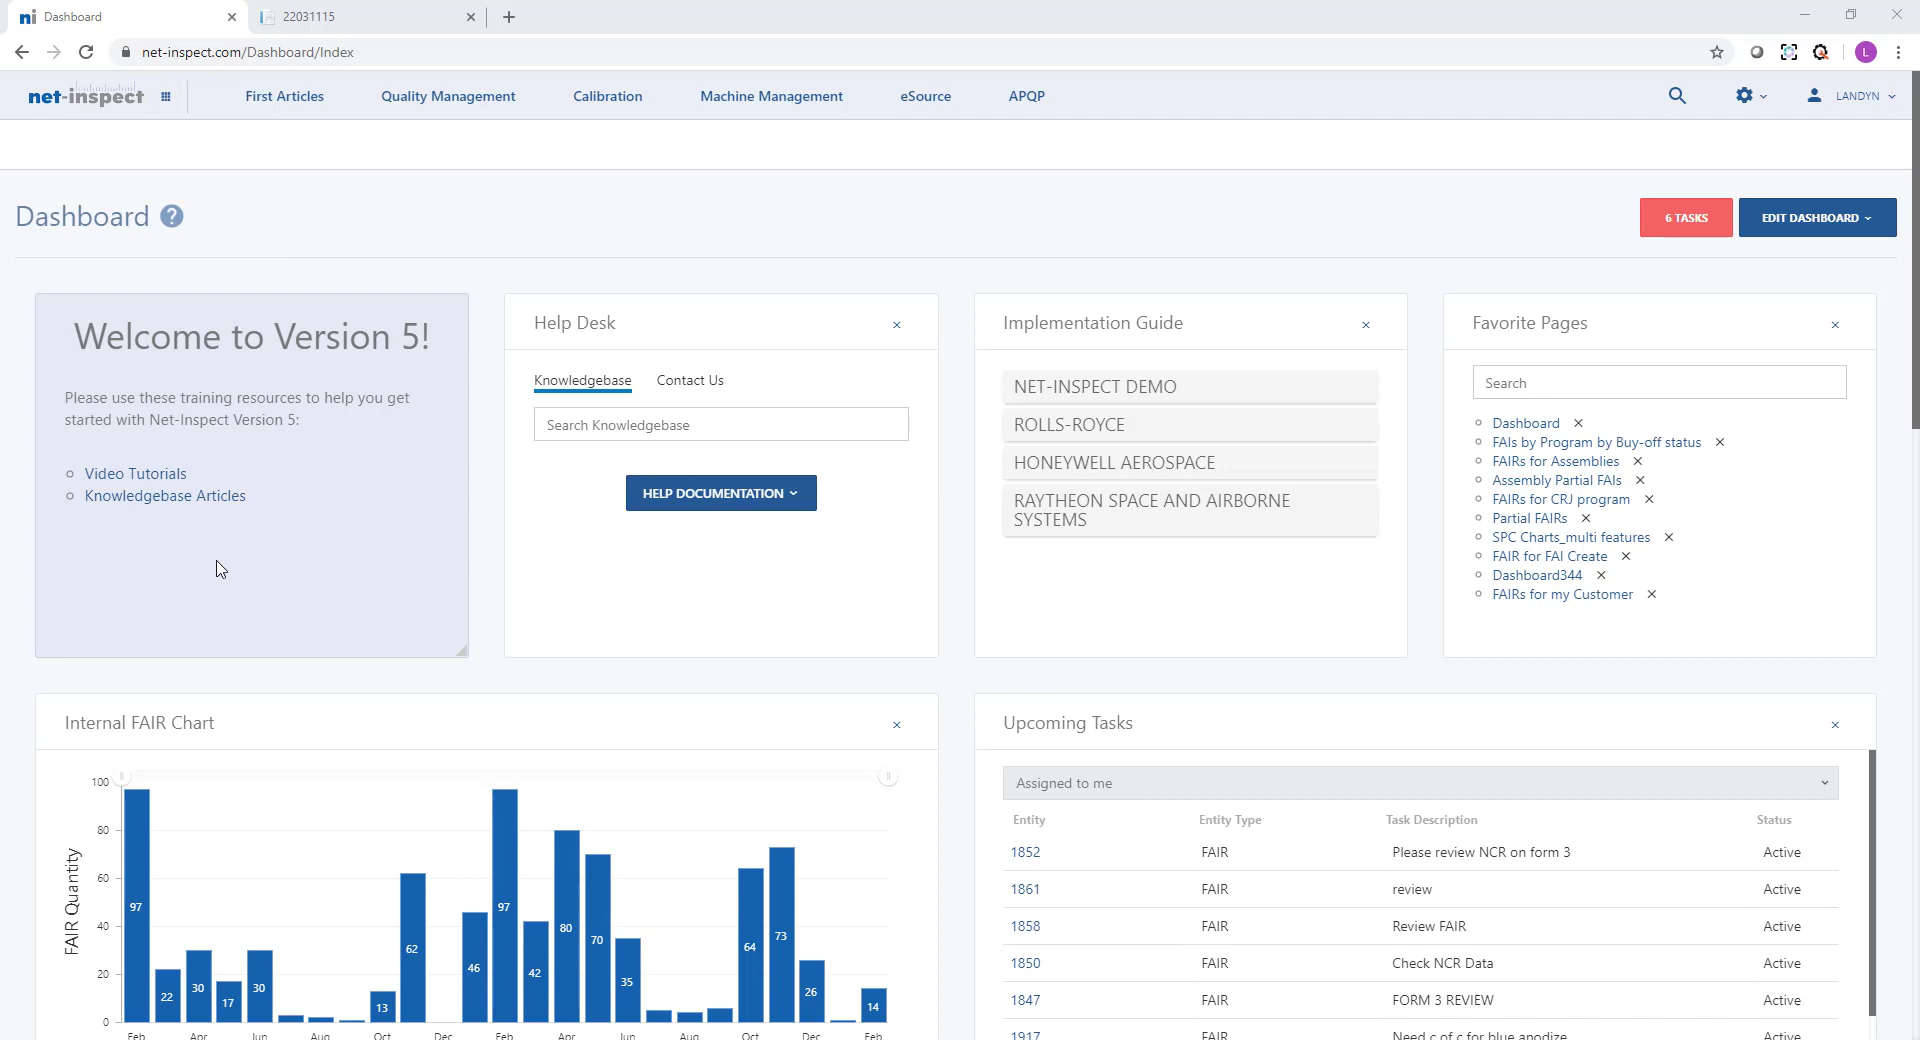 ni Dashboard
22031115
net-inspect.com/Dashboard/Index
L
net-inspect
First Articles
Quality Management
Calibration
Machine Management
eSource
APQP
LANDYN
Dashboard ?
6 TASKS
EDIT DASHBOARD
Welcome to Version 5!
Please use these training resources to help you get
started with Net-Inspect Version 5:
Video Tutorials
Knowledgebase Articles
Help Desk
Knowledgebase
Contact Us
Search Knowledgebase
HELP DOCUMENTATION
Implementation Guide
NET-INSPECT DEMO
ROLLS-ROYCE
HONEYWELL AEROSPACE
RAYTHEON SPACE AND AIRBORNE
SYSTEMS
Favorite Pages
Search
Dashboard
FAIs by Program by Buy-off status
FAIRs for Assemblies
Assembly Partial FAIs
FAIRs for CRJ program
Partial FAIRs
SPC Charts_multi features
FAIR for FAI Create
Dashboard344
FAIRs for my Customer
Internal FAIR Chart
FAIR Quantity
100
80
60
40
20
0
97
22
30
17
30
13
62
46
97
42
80
70
35
64
73
26
14
Feb Apr Jun Aug Oct Dec Feb Apr Jun Aug Oct Dec Feb
Upcoming Tasks
Assigned to me
Entity Entity Type Task Description Status
1852 FAIR Please review NCR on form 3 Active
1861 FAIR review Active
1858 FAIR Review FAIR Active
1850 FAIR Check NCR Data Active
1847 FAIR FORM 3 REVIEW Active
1917 FAIR Need c of c for blue anodize Active